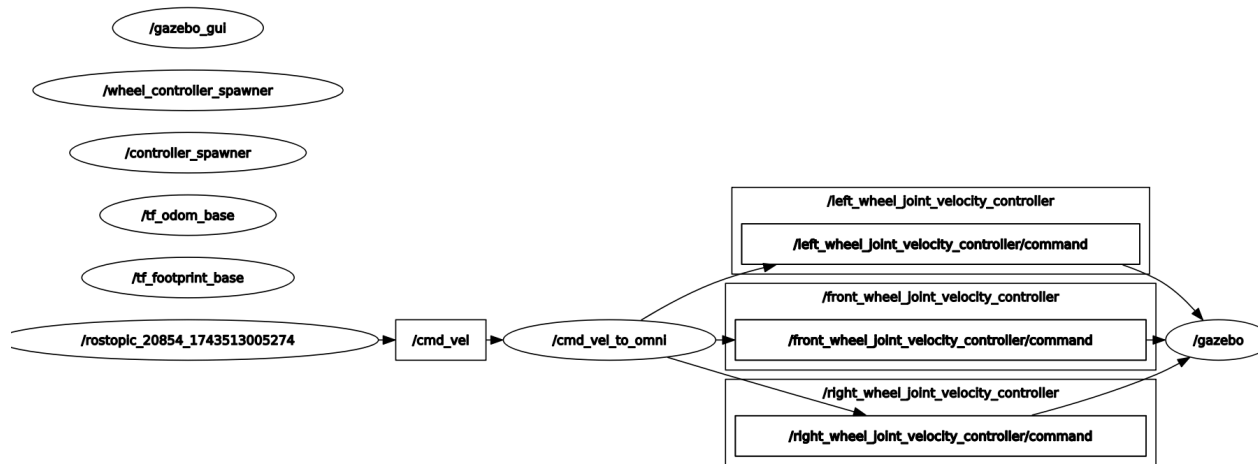 /gazebo_gui
/wheel_controller_spawner
/controller_spawner
/tf_odom_base
/tf_footprint_base
/rostopic_20854_1743513005274
/cmd_vel
/cmd_vel_to_omni
/left_wheel_joint_velocity_controller
/left_wheel_joint_velocity_controller/command
/front_wheel_joint_velocity_controller
/front_wheel_joint_velocity_controller/command
/right_wheel_joint_velocity_controller
/right_wheel_joint_velocity_controller/command
/gazebo